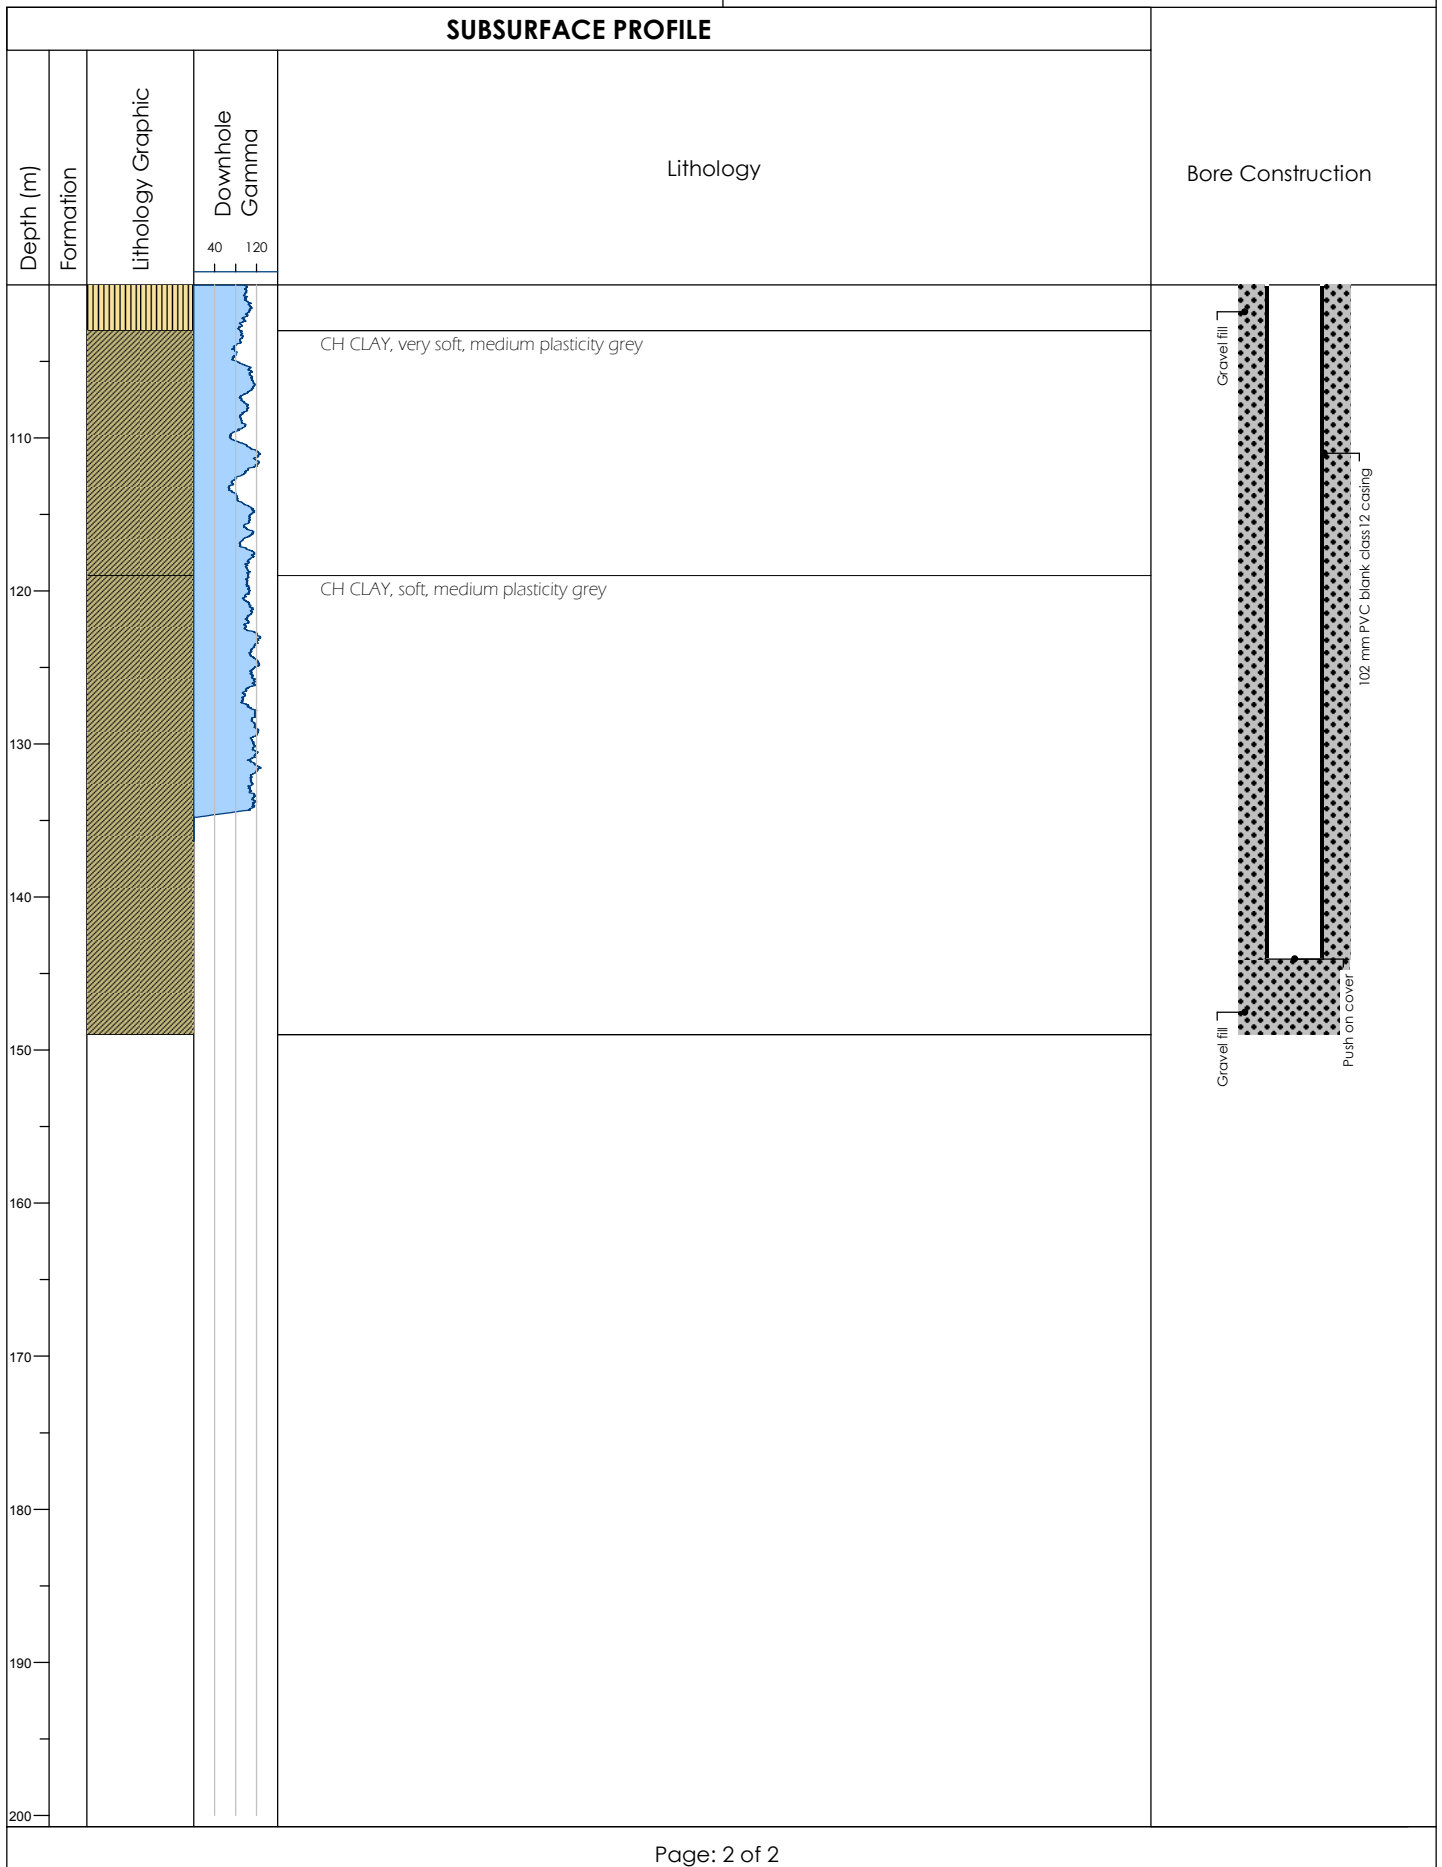 SUBSURFACE PROFILE
Depth (m)
Formation
Lithology Graphic
Downhole
Gamma
40 120
Lithology
Bore Construction
CH CLAY, very soft, medium plasticity grey
Gravel fill
110
102 mm PVC blank class12 casing
CH CLAY, soft, medium plasticity grey
120
130
140
Push on cover
Gravel fill
150
160
170
180
190
200
Page: 2 of 2